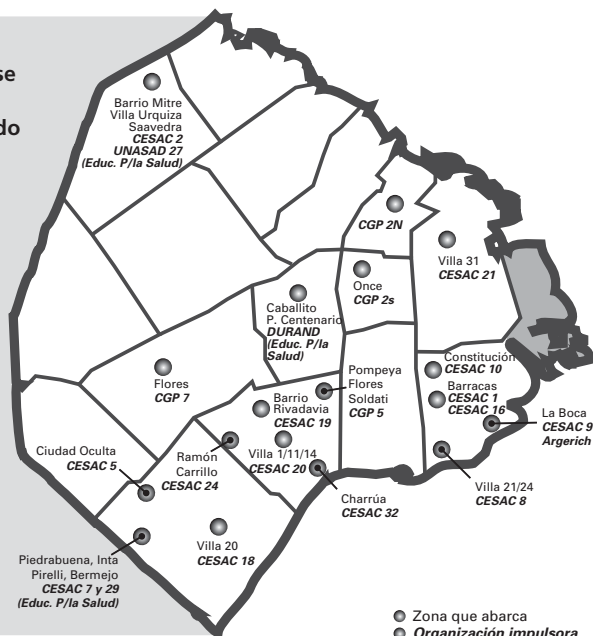 se
do
Barrio Mitre
Villa Urquiza
Saavedra
CESAC 2
UNASAD 27
(Educ. P/la Salud)
CGP 2N
Villa 31
CESAC 21
Once
CGP 2s
Caballito
P. Centenario
DURAND
(Educ. P/la
Salud)
Flores
CGP 7
Pompeya
Flores
Soldati
CGP 5
Constitución
CESAC 10
Barracas
CESAC 1
CESAC 16
La Boca
CESAC 9
Argerich
Barrio
Rivadavia
CESAC 19
Ciudad Oculta
CESAC 5
Ramón
Carrillo
CESAC 24
Villa 1/11/14
CESAC 20
Charrúa
CESAC 32
Villa 21/24
CESAC 8
Villa 20
CESAC 18
Piedrabuena, Inta
Pirelli, Bermejo
CESAC 7 y 29
(Educ. P/la Salud)
Zona que abarca
Organización impulsora